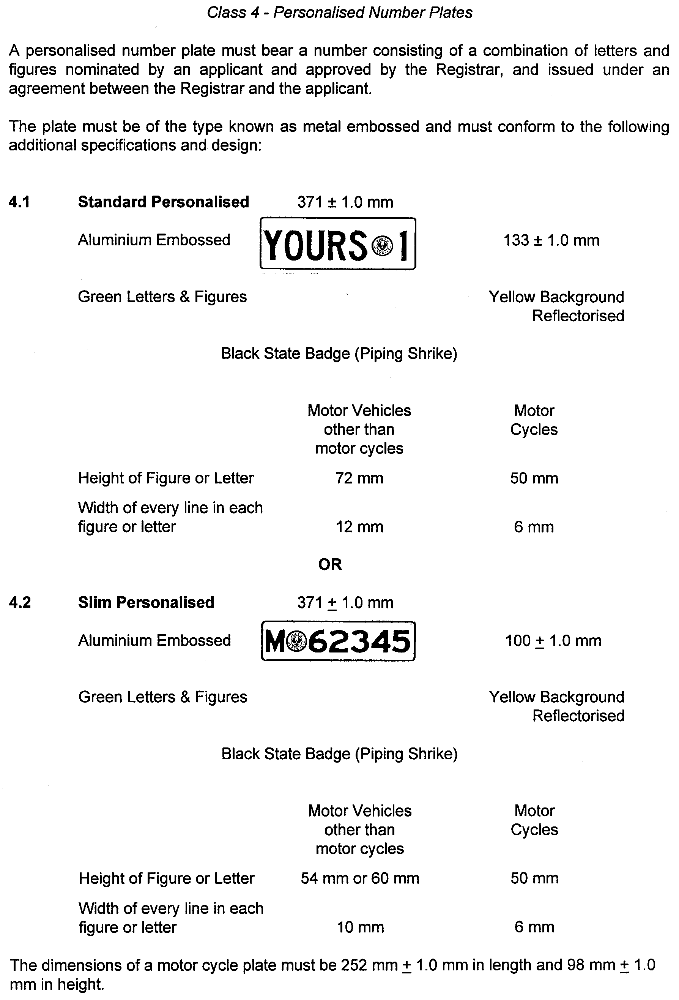 Class 4 - Personalised Number Plates
A personalised number plate must bear a number consisting of a combination of letters and
figures nominated by an applicant and approved by the Registrar, and issued under an
agreement between the Registrar and the applicant.
The plate must be of the type known as metal embossed and must conform to the following
additional specifications and design:
4.1 Standard Personalised 371 ± 1.0 mm
Aluminium Embossed YOURS 1 133 ± 1.0 mm
Green Letters & Figures Yellow Background
Reflectorised
Black State Badge (Piping Shrike)
Motor Vehicles Motor
other than Cycles
motor cycles
Height of Figure or Letter 72 mm 50 mm
Width of every line in each
figure or letter 12 mm 6 mm
OR
4.2 Slim Personalised 371 ± 1.0 mm
Aluminium Embossed M 62345 100 ± 1.0 mm
Green Letters & Figures Yellow Background
Reflectorised
Black State Badge (Piping Shrike)
Motor Vehicles Motor
other than Cycles
motor cycles
Height of Figure or Letter 54 mm or 60 mm 50 mm
Width of every line in each
figure or letter 10 mm 6 mm
The dimensions of a motor cycle plate must be 252 mm ± 1.0 mm in length and 98 mm ± 1.0
mm in height.